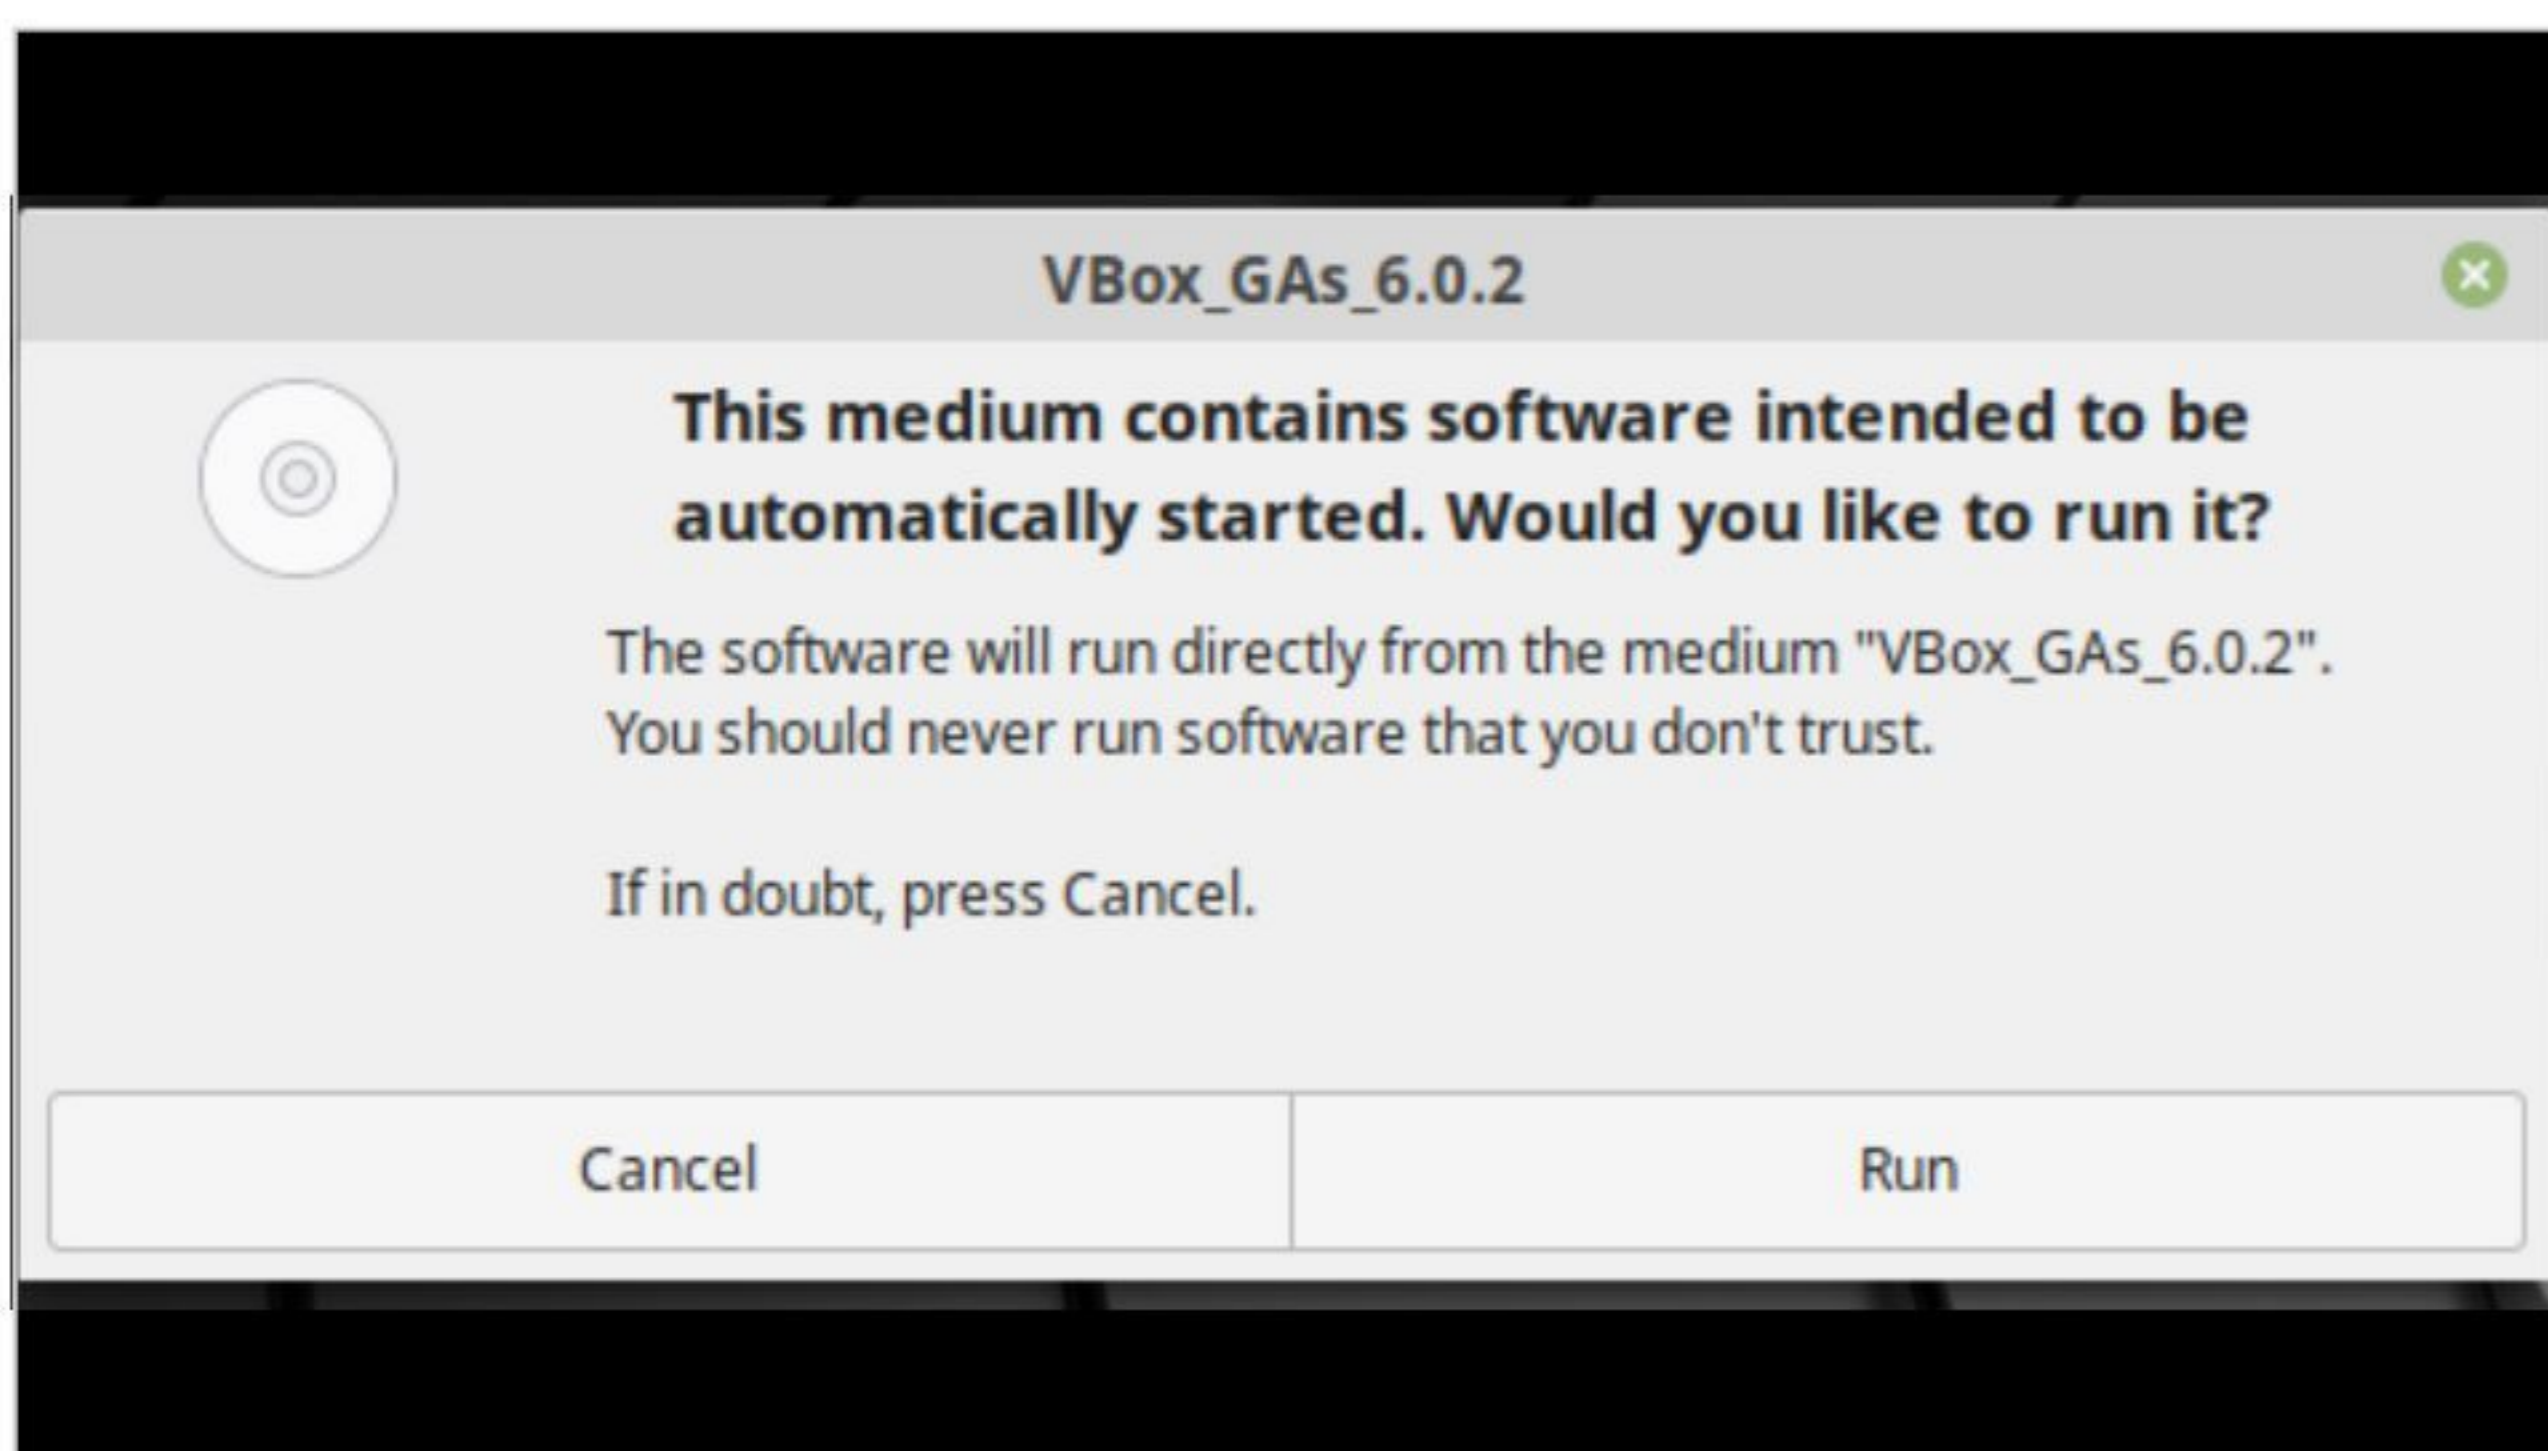 VBox_GAs_6.0.2
This medium contains software intended to be
automatically started. Would you like to run it?
The software will run directly from the medium "VBox_GAs_6.0.2".
You should never run software that you don't trust.
If in doubt, press Cancel.
Cancel
Run